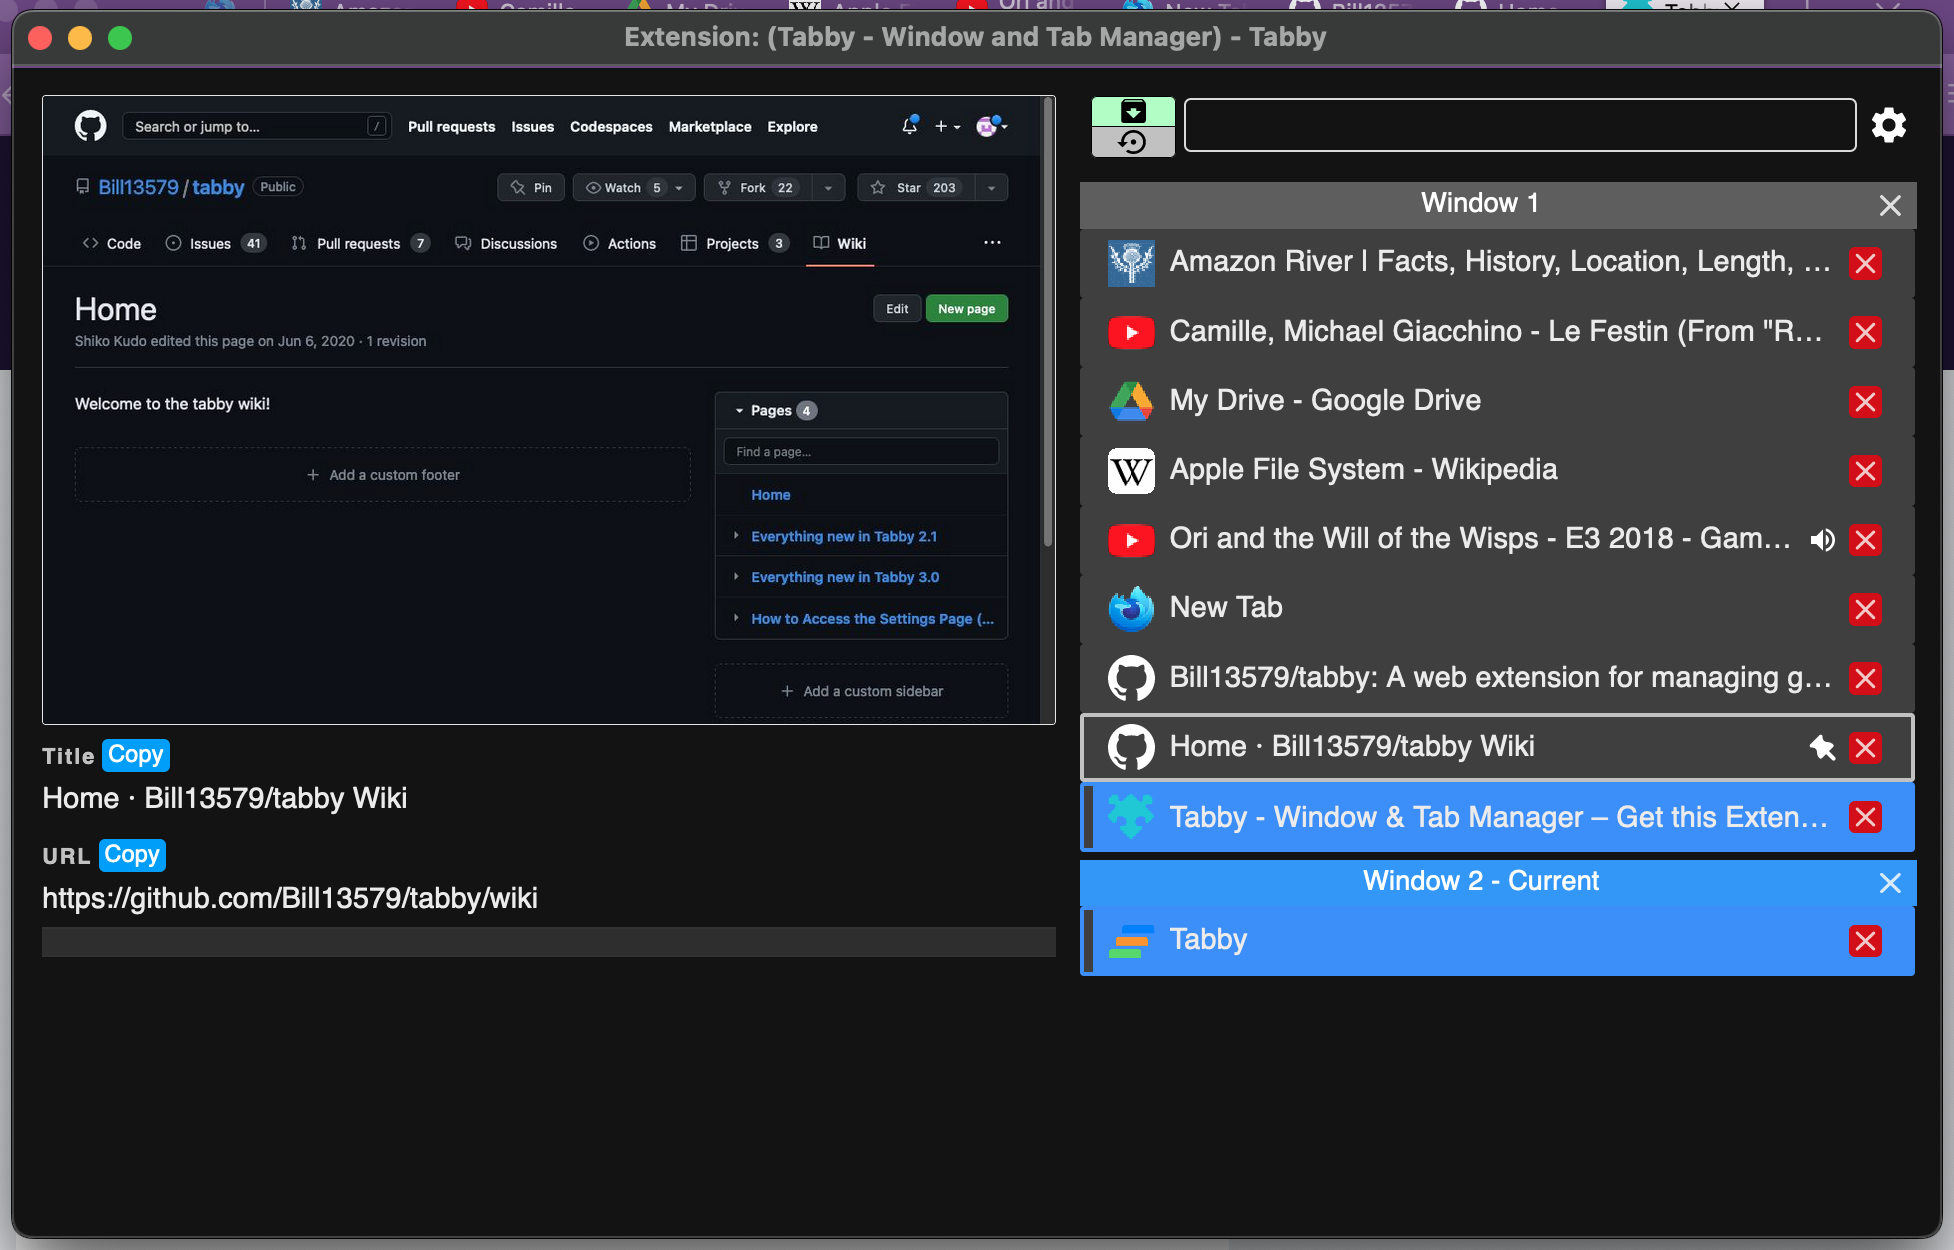 Extension: (Tabby - Window and Tab Manager) - Tabby
Search or jump to... /
Pull requests Issues Codespaces Marketplace Explore
Bill13579 / tabby Public
Pin Watch 5 Fork 22 Star 203
Code Issues 41 Pull requests 7 Discussions Actions Projects 3 Wiki ...
Home
Edit New page
Shiko Kudo edited this page on Jun 6, 2020 · 1 revision
Welcome to the tabby wiki!
+ Add a custom footer
Pages 4
Find a page...
Home
Everything new in Tabby 2.1
Everything new in Tabby 3.0
How to Access the Settings Page (...
+ Add a custom sidebar
Title Copy
Home · Bill13579/tabby Wiki
URL Copy
https://github.com/Bill13579/tabby/wiki
Window 1
Amazon River | Facts, History, Location, Length, ...
Camille, Michael Giacchino - Le Festin (From "R...
My Drive - Google Drive
W Apple File System - Wikipedia
Ori and the Will of the Wisps - E3 2018 - Gam...
New Tab
Bill13579/tabby: A web extension for managing g...
Home · Bill13579/tabby Wiki
Tabby - Window & Tab Manager – Get this Exten...
Window 2 - Current
Tabby